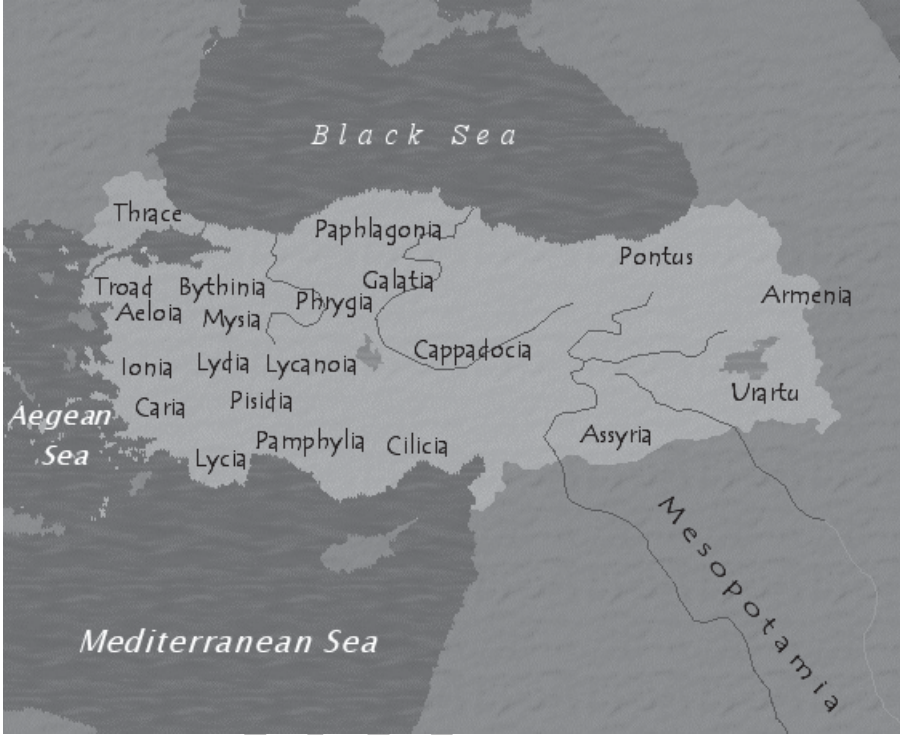 Black Sea
Thrace
Paphlagonia
Pontus
Troad
Bythinia
Galatia
Phrygia
Armenia
Aeloia
Mysia
Ionia
Lydia
Lycanoia
Cappadocia
Urartu
Caria
Pisidia
Aegean
Sea
Lycia
Pamphylia
Cilicia
Assyria
Mesopotamia
Mediterranean Sea